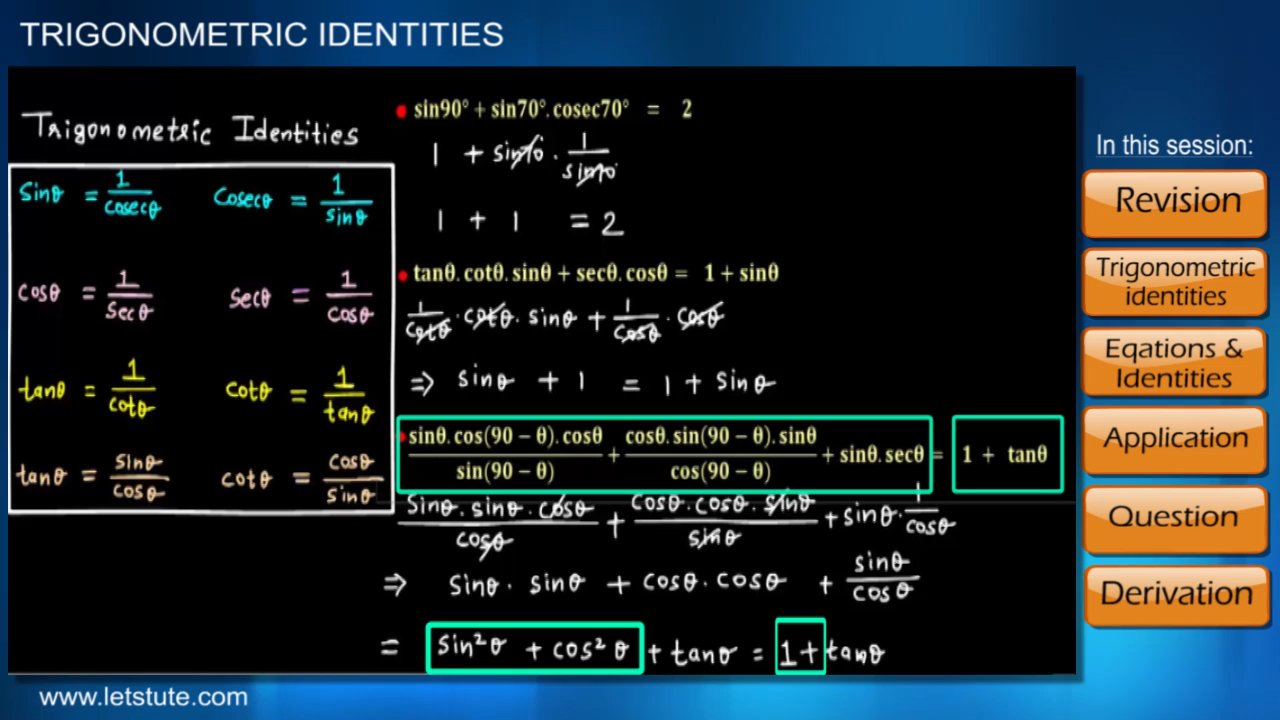 TRIGONOMETRIC IDENTITIES
Trigonometric Identities
Sinθ = 1/cosecθ   Cosecθ = 1/sinθ
cosθ = 1/secθ   secθ = 1/cosθ
tanθ = 1/cotθ   cotθ = 1/tanθ
tanθ = sinθ/cosθ   cotθ = cosθ/sinθ
• sin90° + sin70°. cosec70° = 2
1 + sin70 . 1/sin70
1 + 1 = 2
• tanθ. cotθ. sinθ + secθ. cosθ = 1 + sinθ
1/cotθ . cotθ . sinθ + 1/cosθ . cosθ
⇒ sinθ + 1 = 1 + sinθ
• sinθ. cos(90 − θ). cosθ/sin(90 − θ) + cosθ. sin(90 − θ). sinθ/cos(90 − θ) + sinθ. secθ = 1 + tanθ
sinθ. sinθ. cosθ/cosθ + cosθ. cosθ. sinθ/sinθ + sinθ. 1/cosθ
⇒ sinθ. sinθ + cosθ. cosθ + sinθ/cosθ
= sin²θ + cos²θ + tanθ = 1 + tanθ
In this session:
Revision
Trigonometric
identities
Eqations &
Identities
Application
Question
Derivation
www.letstute.com